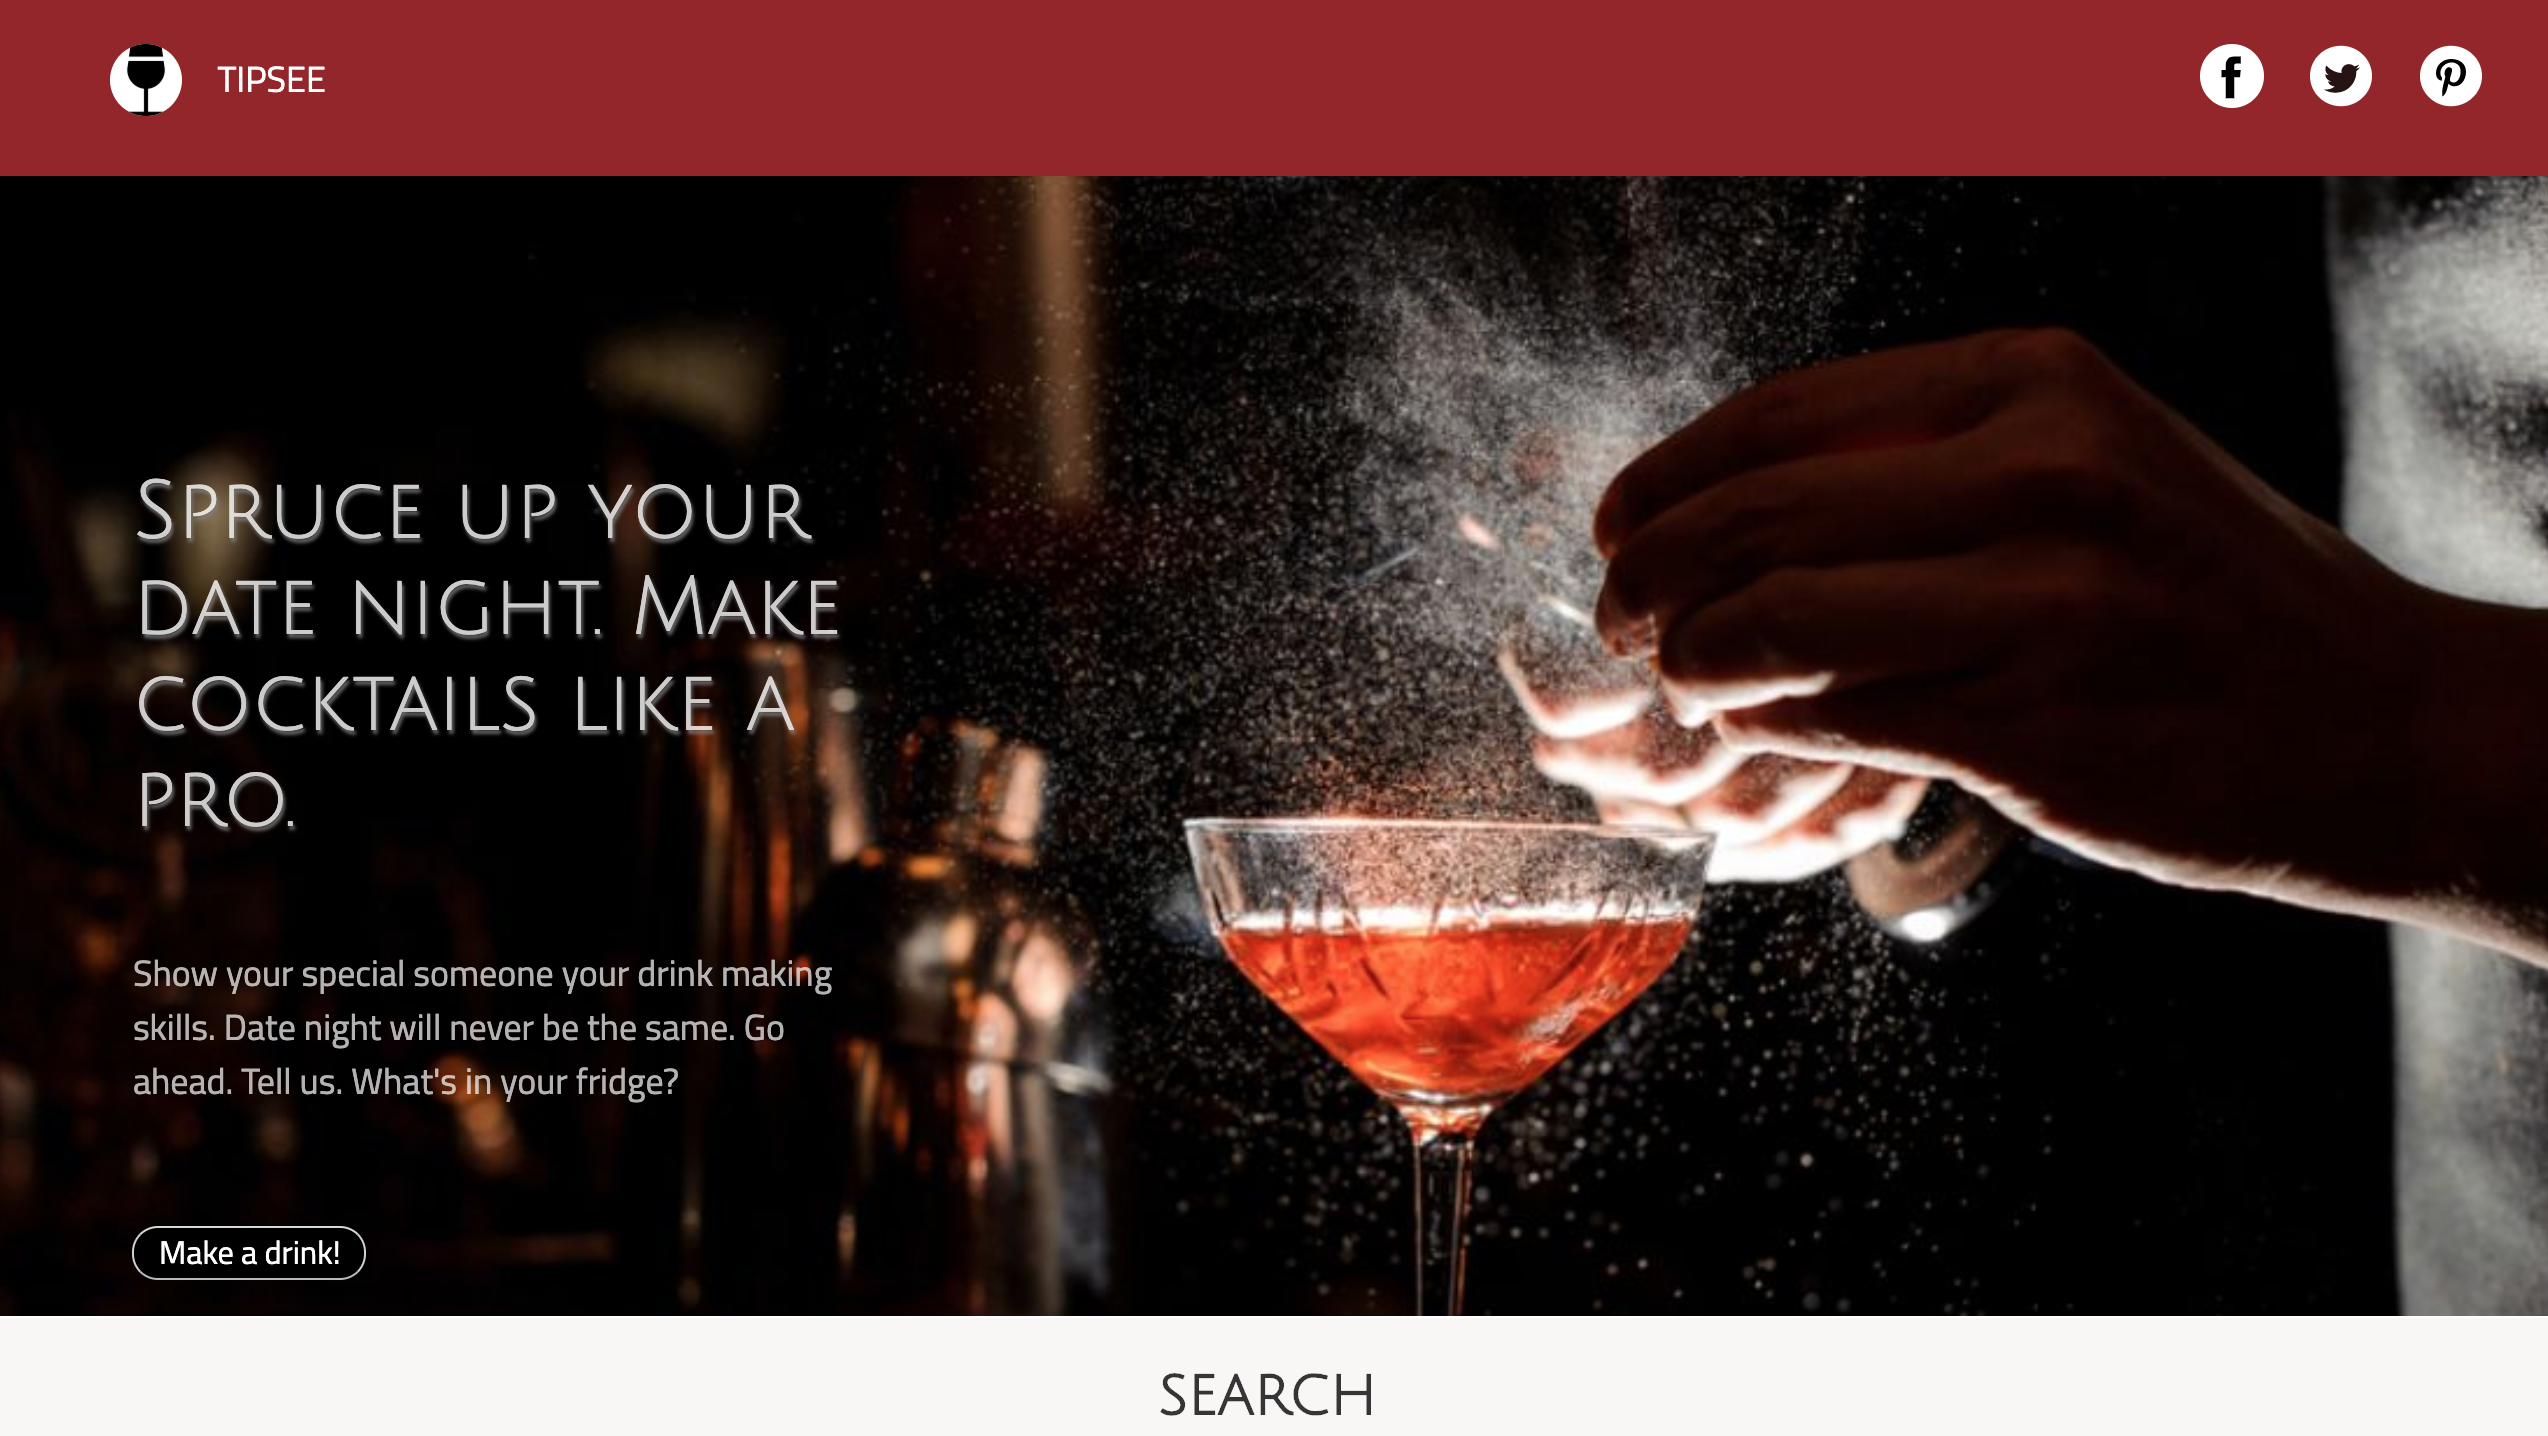 TIPSEE
Spruce up your
date night. Make
cocktails like a
pro.
Show your special someone your drink making
skills. Date night will never be the same. Go
ahead. Tell us. What's in your fridge?
Make a drink!
SEARCH